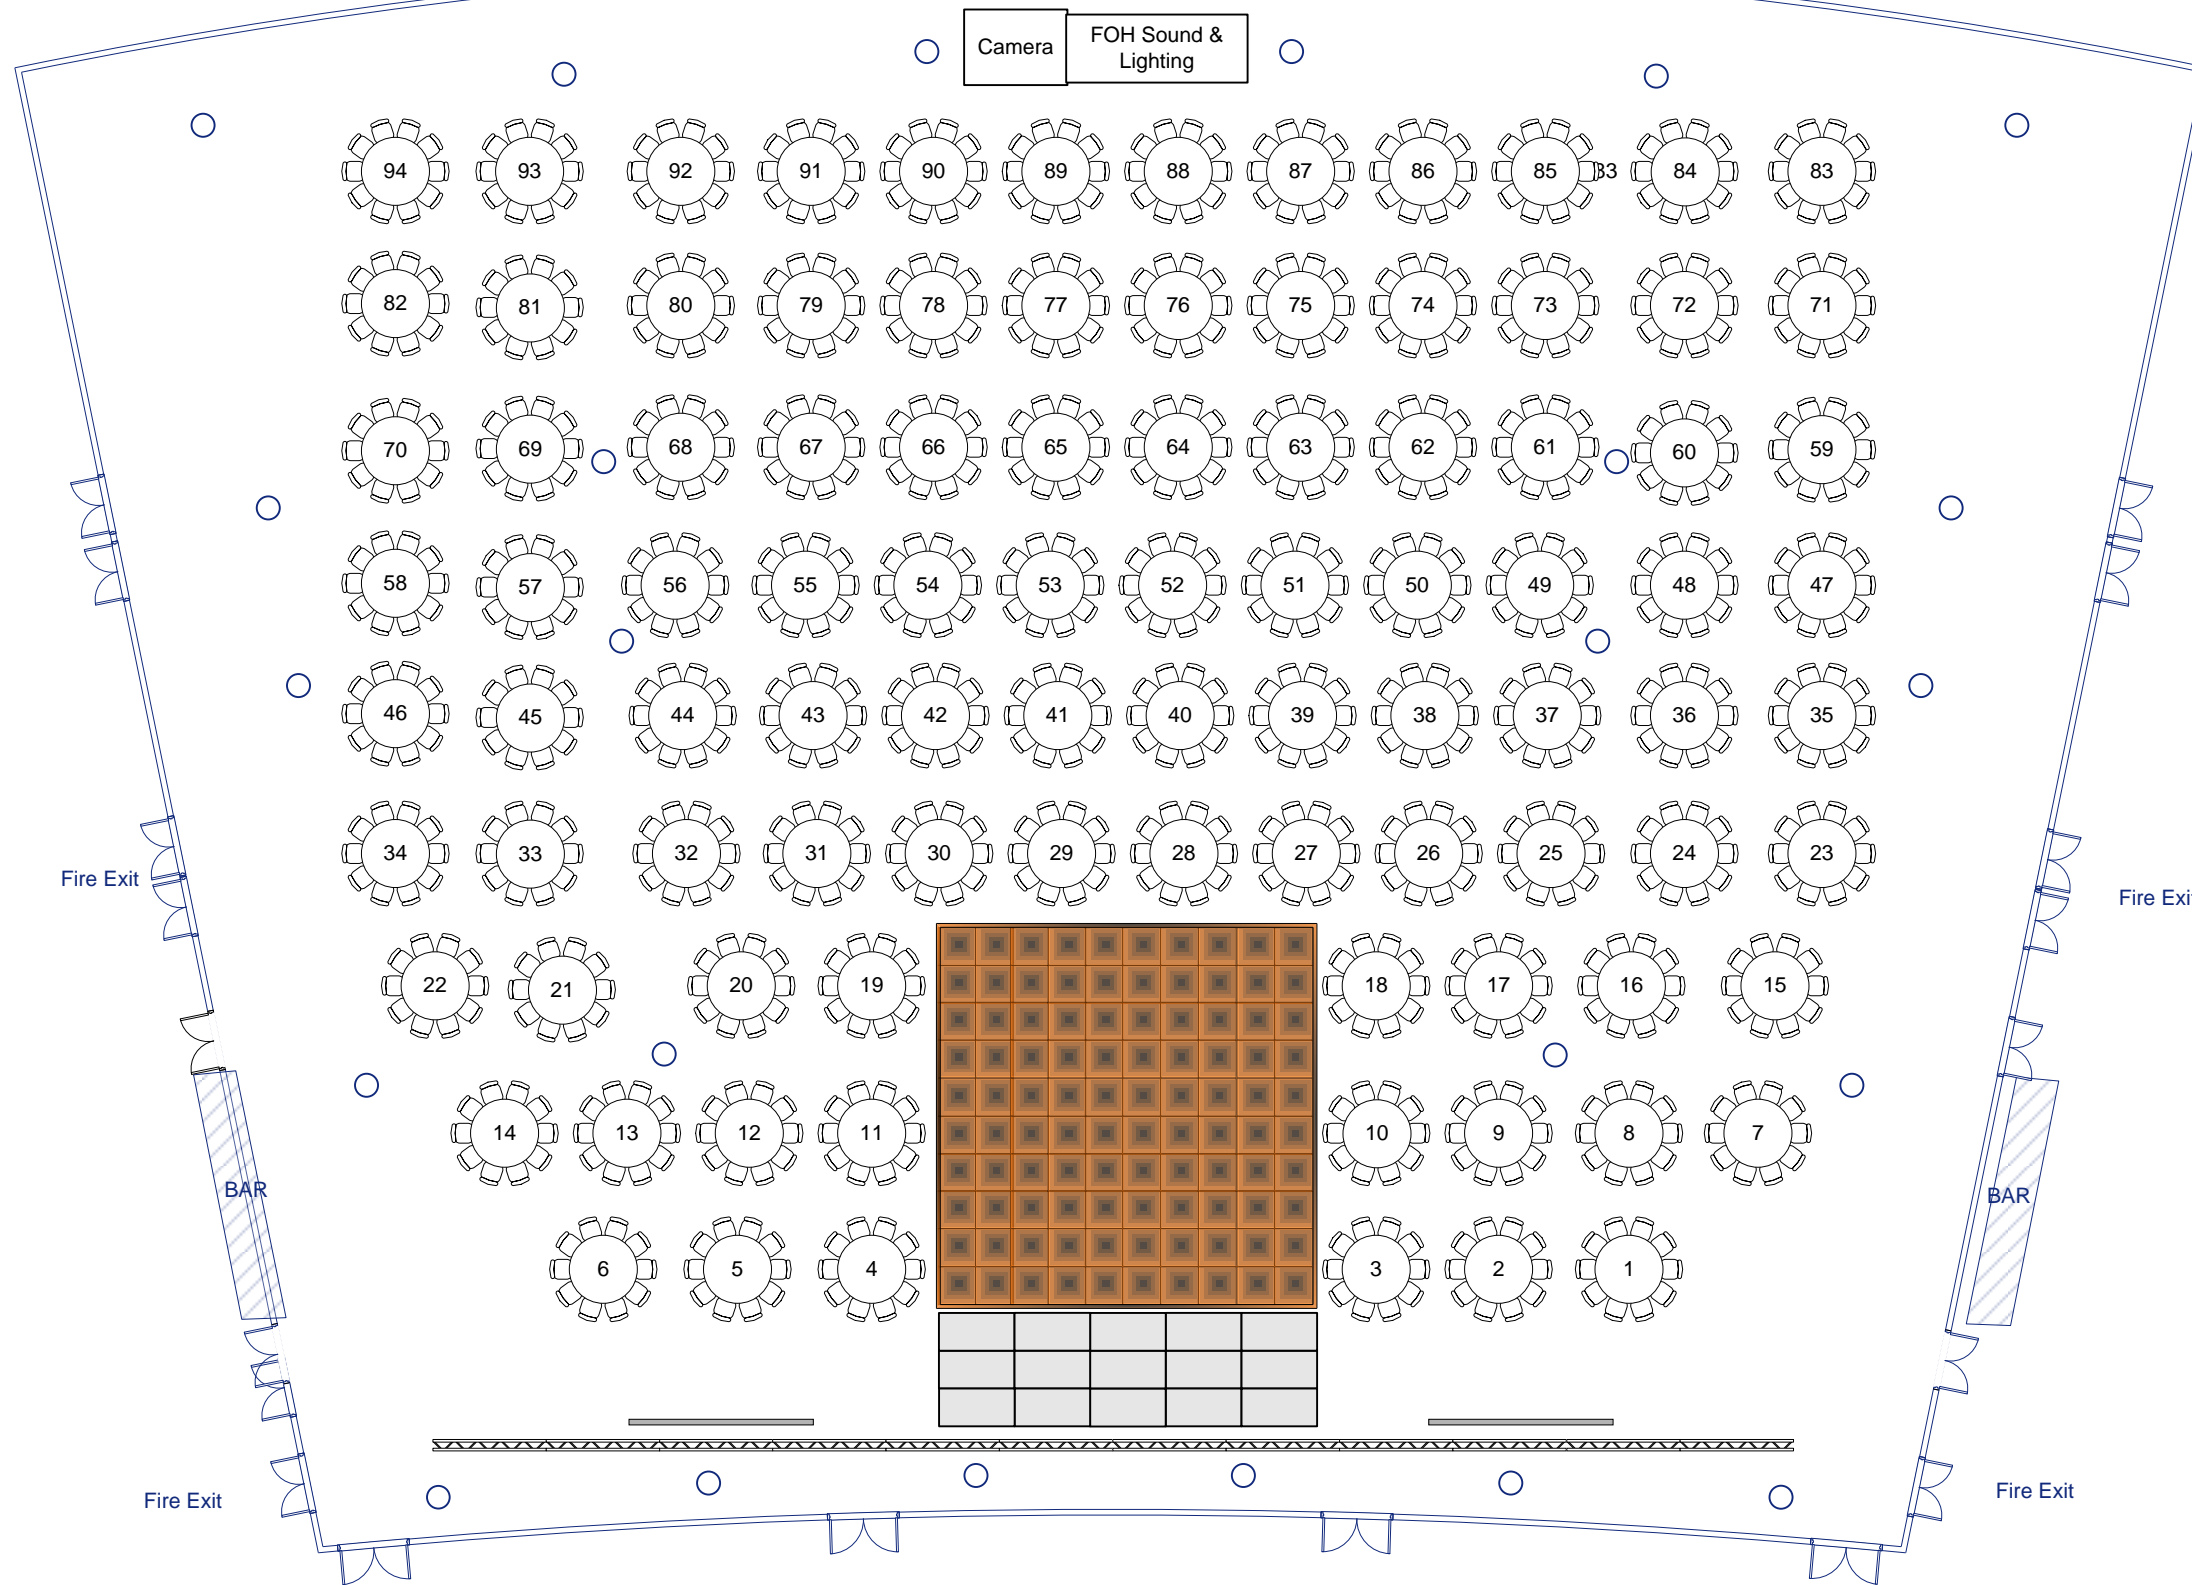 Camera
FOH Sound &
Lighting
94 93 92 91 90 89 88 87 86 85 33 84 83
82 81 80 79 78 77 76 75 74 73 72 71
70 69 68 67 66 65 64 63 62 61 60 59
58 57 56 55 54 53 52 51 50 49 48 47
46 45 44 43 42 41 40 39 38 37 36 35
34 33 32 31 30 29 28 27 26 25 24 23
Fire Exit
Fire Exit
22 21 20 19 18 17 16 15
14 13 12 11 10 9 8 7
BAR
BAR
6 5 4 3 2 1
Fire Exit
Fire Exit